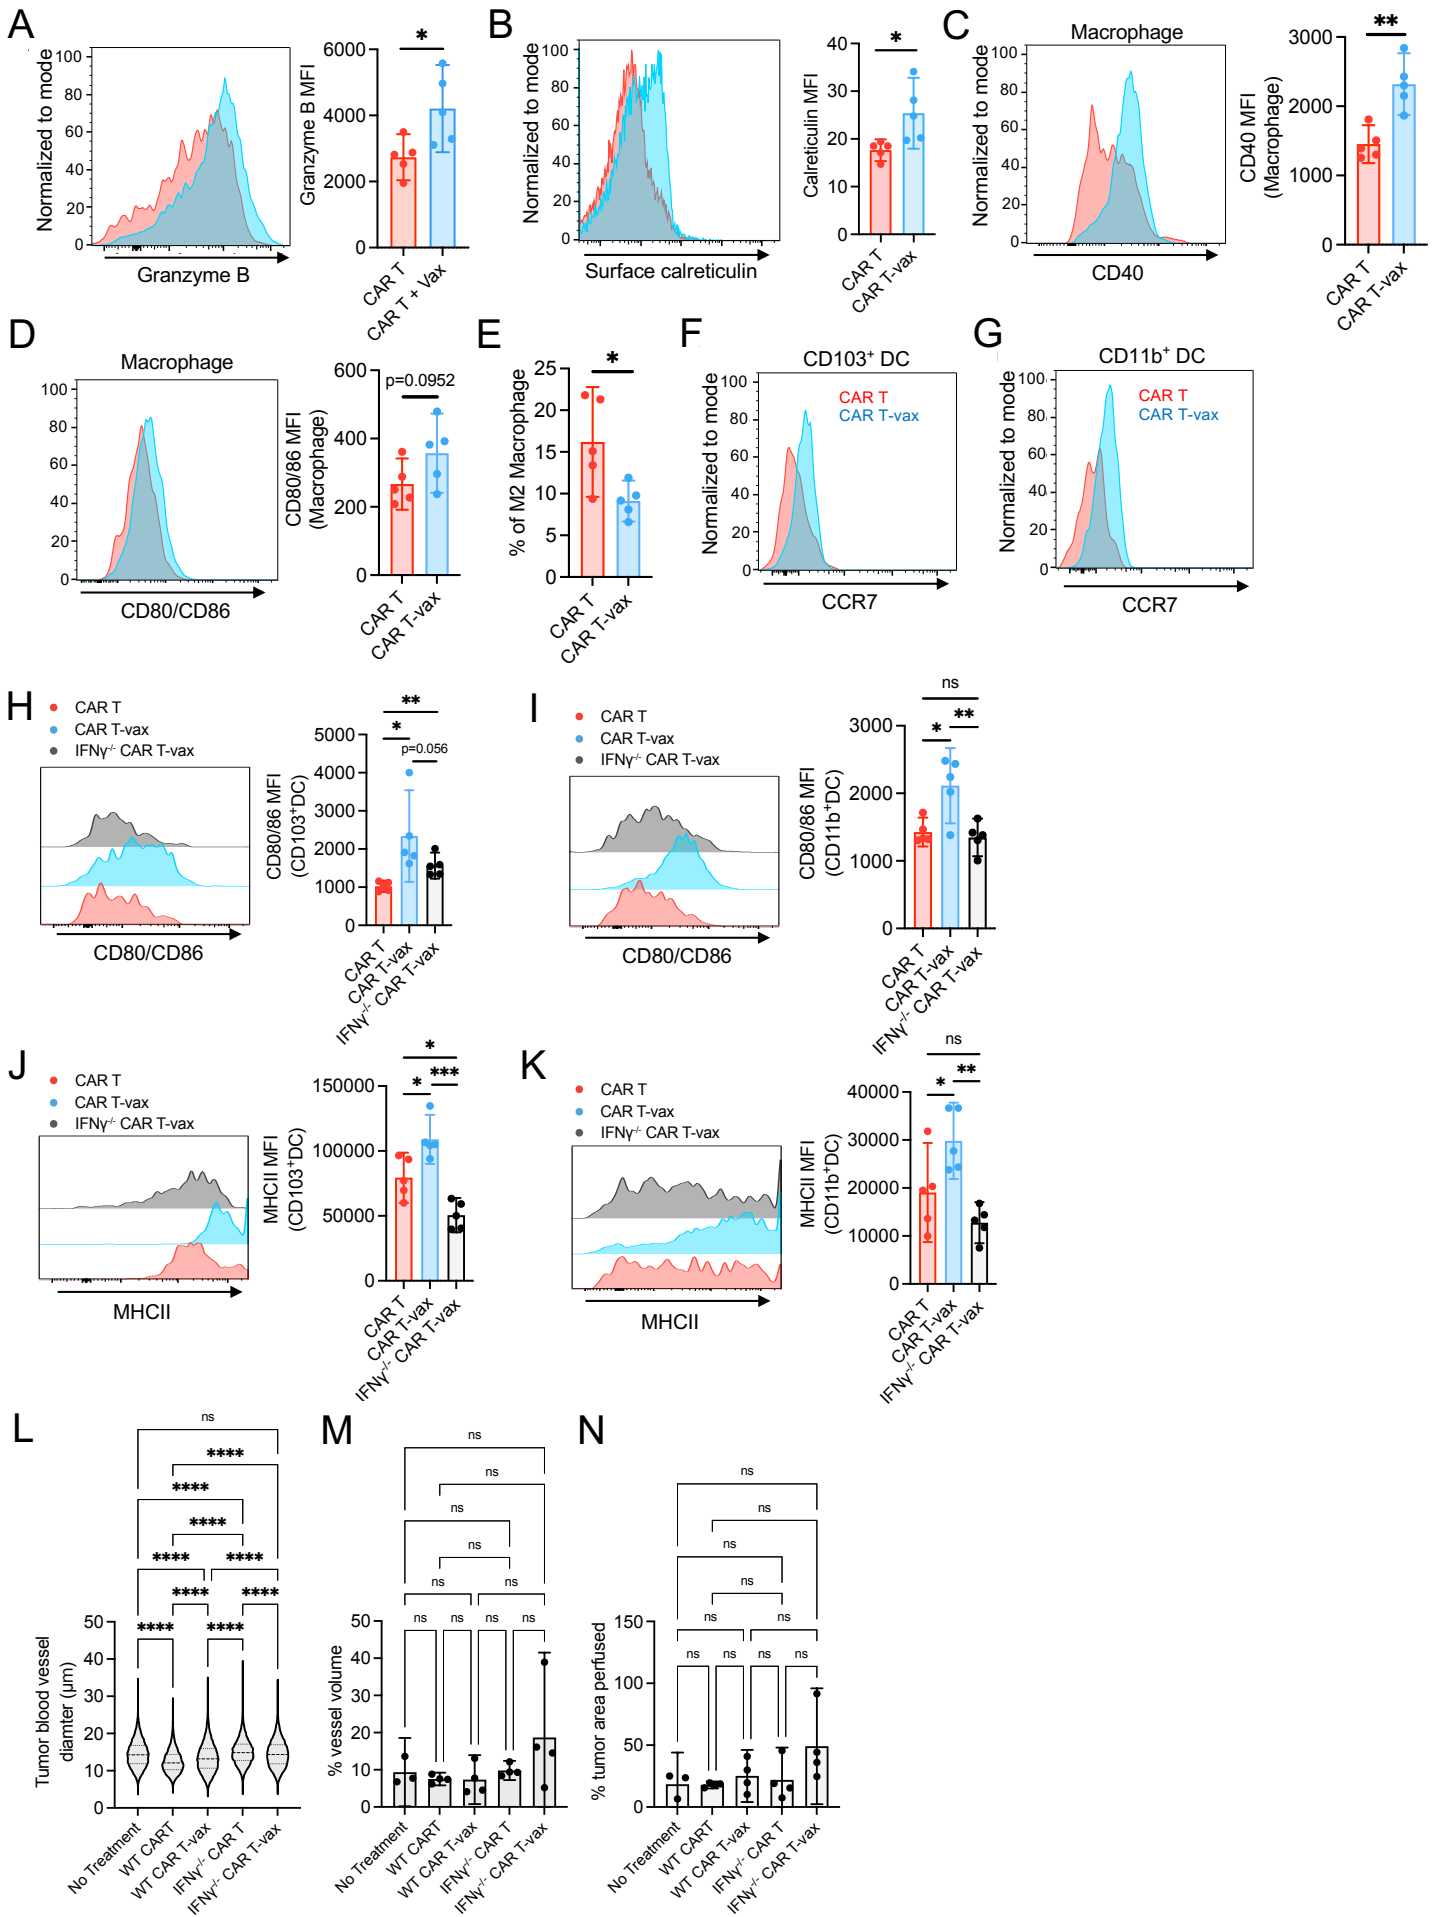 A
Normalized to mode
100
80
60
40
20
0
Granzyme B
Granzyme B MFI
6000
4000
2000
0
*
CAR T
CAR T + Vax
B
Normalized to mode
100
80
60
40
20
0
Surface calreticulin
Calreticulin MFI
40
30
20
10
0
*
CAR T
CAR T-vax
C
Macrophage
Normalized to mode
100
80
60
40
20
0
CD40
CD40 MFI
(Macrophage)
3000
2000
1000
0
**
CAR T
CAR T-vax
D
Macrophage
Normalized to mode
100
80
60
40
20
0
CD80/CD86
CD80/86 MFI
(Macrophage)
600
400
200
0
p=0.0952
CAR T
CAR T-vax
E
% of M2 Macrophage
25
20
15
10
5
0
*
CAR T
CAR T-vax
F
CD103⁺ DC
Normalized to mode
100
80
60
40
20
0
CAR T
CAR T-vax
CCR7
G
CD11b⁺ DC
Normalized to mode
100
80
60
40
20
0
CAR T
CAR T-vax
CCR7
H
CAR T
CAR T-vax
IFNγ⁻/⁻ CAR T-vax
CD80/CD86
CD80/86 MFI
(CD103⁺DC)
5000
4000
3000
2000
1000
0
**
*
p=0.056
CAR T
CAR T-vax
IFNγ⁻/⁻ CAR T-vax
I
CAR T
CAR T-vax
IFNγ⁻/⁻ CAR T-vax
CD80/CD86
CD80/86 MFI
(CD11b⁺DC)
3000
2000
1000
0
ns
*
**
CAR T
CAR T-vax
IFNγ⁻/⁻ CAR T-vax
J
CAR T
CAR T-vax
IFNγ⁻/⁻ CAR T-vax
MHCII
MHCII MFI
(CD103⁺DC)
150000
100000
50000
0
*
*
***
CAR T
CAR T-vax
IFNγ⁻/⁻ CAR T-vax
K
CAR T
CAR T-vax
IFNγ⁻/⁻ CAR T-vax
MHCII
MHCII MFI
(CD11b⁺DC)
40000
30000
20000
10000
0
ns
*
**
CAR T
CAR T-vax
IFNγ⁻/⁻ CAR T-vax
L
Tumor blood vessel
diamter (μm)
50
40
30
20
10
0
ns
****
****
****
**** ****
**** ****
**** ****
No Treatment
WT CART
WT CAR T-vax
IFNγ⁻/⁻ CAR T
IFNγ⁻/⁻ CAR T-vax
M
% vessel volume
50
40
30
20
10
0
ns
ns
ns
ns
ns ns
ns ns ns ns
No Treatment
WT CART
WT CAR T-vax
IFNγ⁻/⁻ CAR T
IFNγ⁻/⁻ CAR T-vax
N
% tumor area perfused
150
100
50
0
ns
ns
ns
ns
ns ns
ns ns ns ns
No Treatment
WT CART
WT CAR T-vax
IFNγ⁻/⁻ CAR T
IFNγ⁻/⁻ CAR T-vax